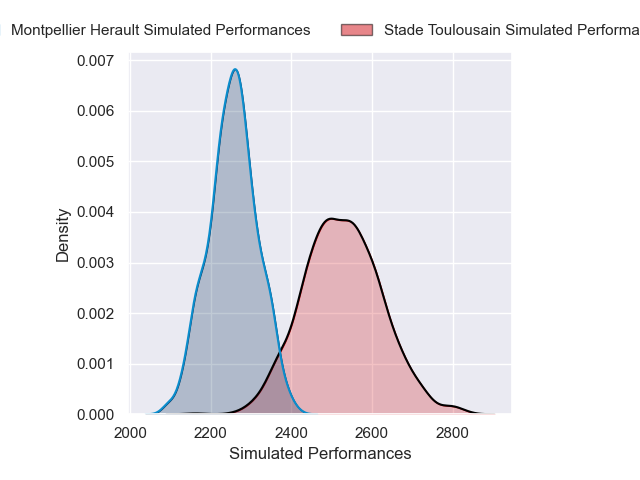 Montpellier Herault Simulated Performances
Stade Toulousain Simulated Performa
0.007
0.006
0.005
0.004
0.003
0.002
0.001
0.000
Density
2000 2200 2400 2600 2800
Simulated Performances